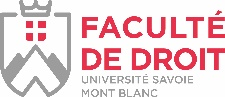 FACULTÉ
DE DROIT
UNIVERSITÉ SAVOIE
MONT BLANC